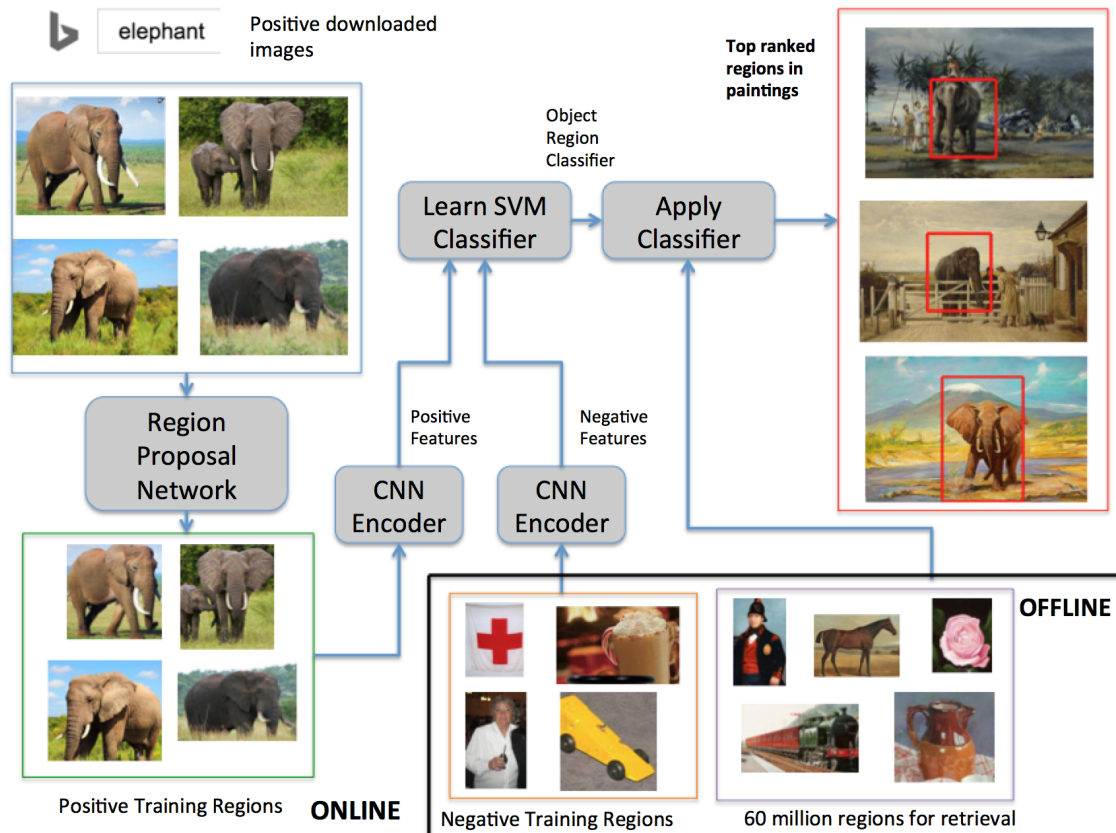 elephant
Positive downloaded
images
Top ranked
regions in
paintings
Object
Region
Classifier
Learn SVM
Classifier
Apply
Classifier
Region
Proposal
Network
Positive
Features
Negative
Features
CNN
Encoder
CNN
Encoder
OFFLINE
Positive Training Regions
ONLINE
Negative Training Regions
60 million regions for retrieval